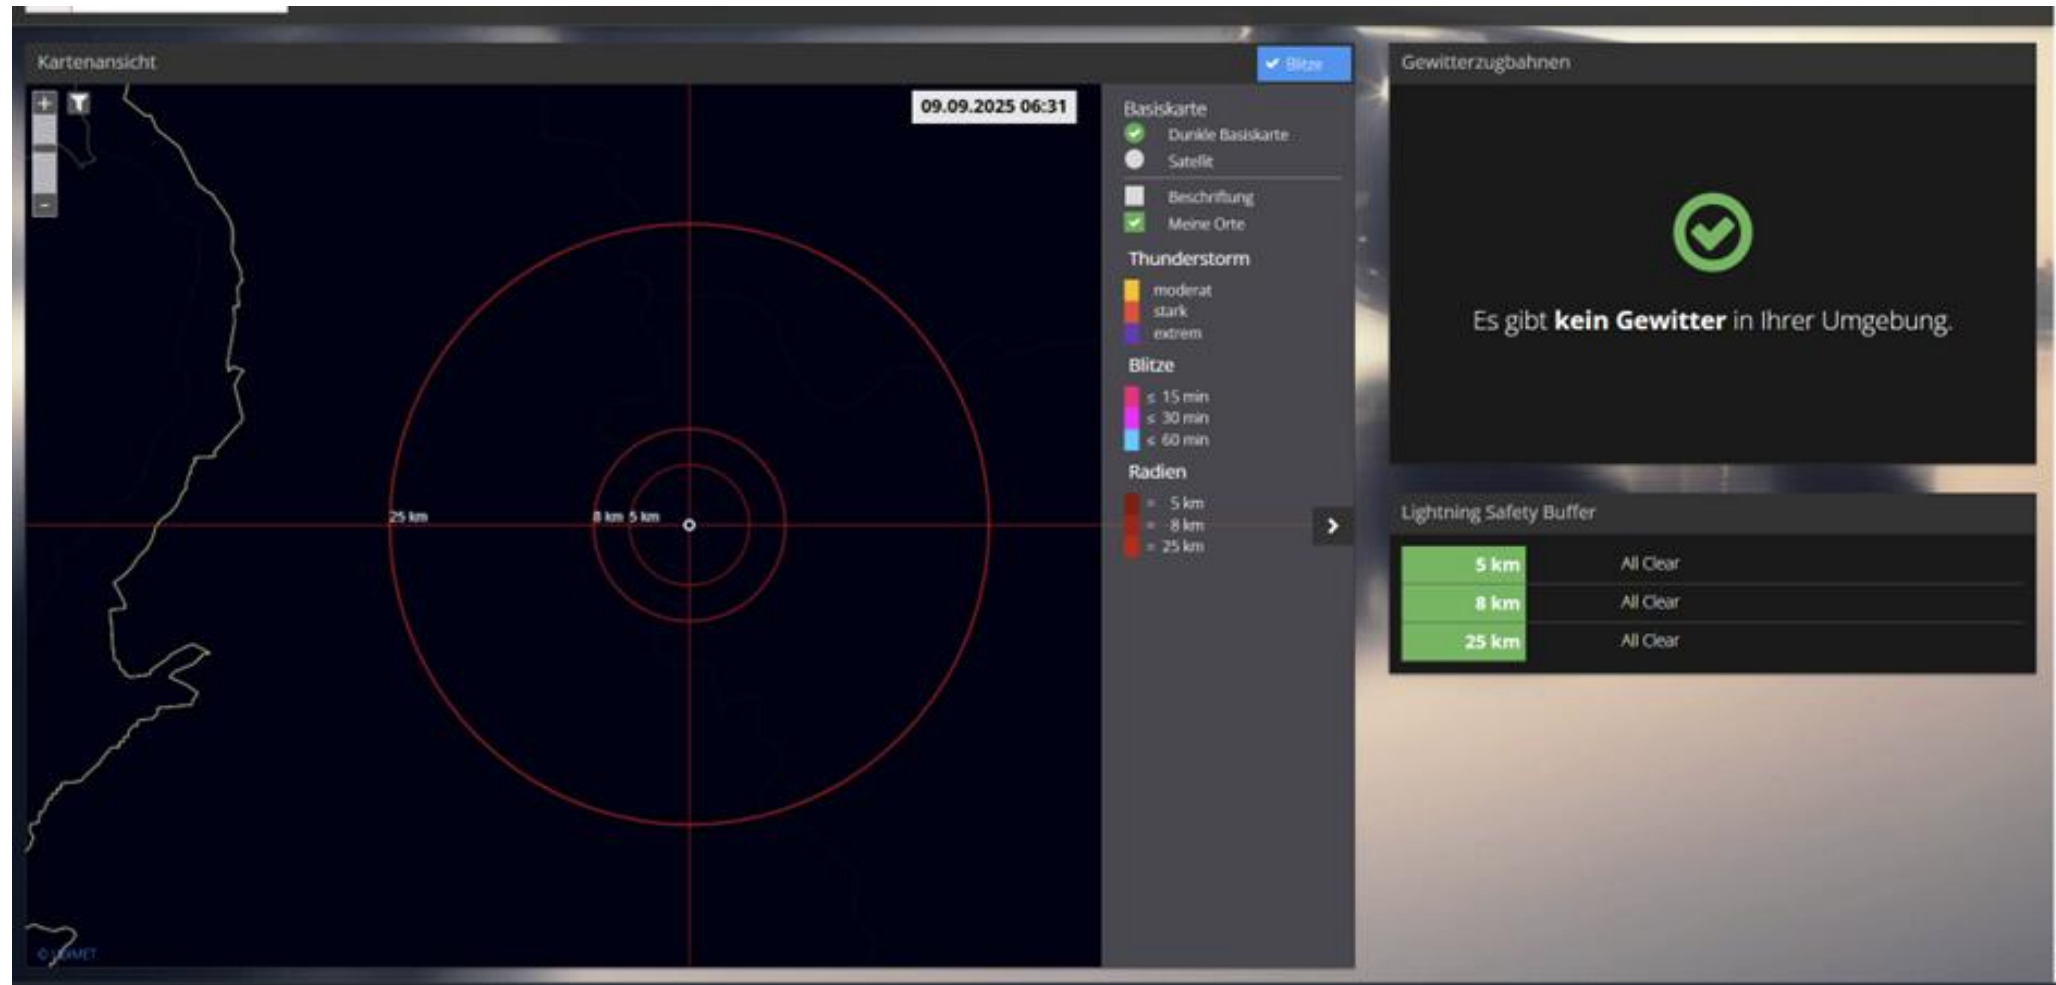 Kartenansicht
Blitze
09.09.2025 06:31
25 km
8 km
5 km
Basiskarte
Dunkle Basiskarte
Satellit
Beschriftung
Meine Orte
Thunderstorm
moderat
stark
extrem
Blitze
≤ 15 min
≤ 30 min
≤ 60 min
Radien
= 5 km
= 8 km
= 25 km
Gewitterzugbahnen
Es gibt kein Gewitter in Ihrer Umgebung.
Lightning Safety Buffer
5 km All Clear
8 km All Clear
25 km All Clear